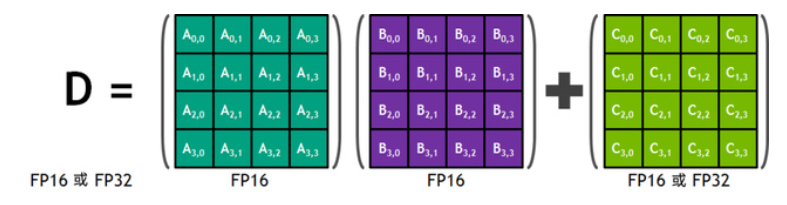 D = A0,0 A0,1 A0,2 A0,3 B0,0 B0,1 B0,2 B0,3 + C0,0 C0,1 C0,2 C0,3
A1,0 A1,1 A1,2 A1,3 B1,0 B1,1 B1,2 B1,3 C1,0 C1,1 C1,2 C1,3
A2,0 A2,1 A2,2 A2,3 B2,0 B2,1 B2,2 B2,3 C2,0 C2,1 C2,2 C2,3
A3,0 A3,1 A3,2 A3,3 B3,0 B3,1 B3,2 B3,3 C3,0 C3,1 C3,2 C3,3
FP16 或 FP32 FP16 FP16 FP16 或 FP32